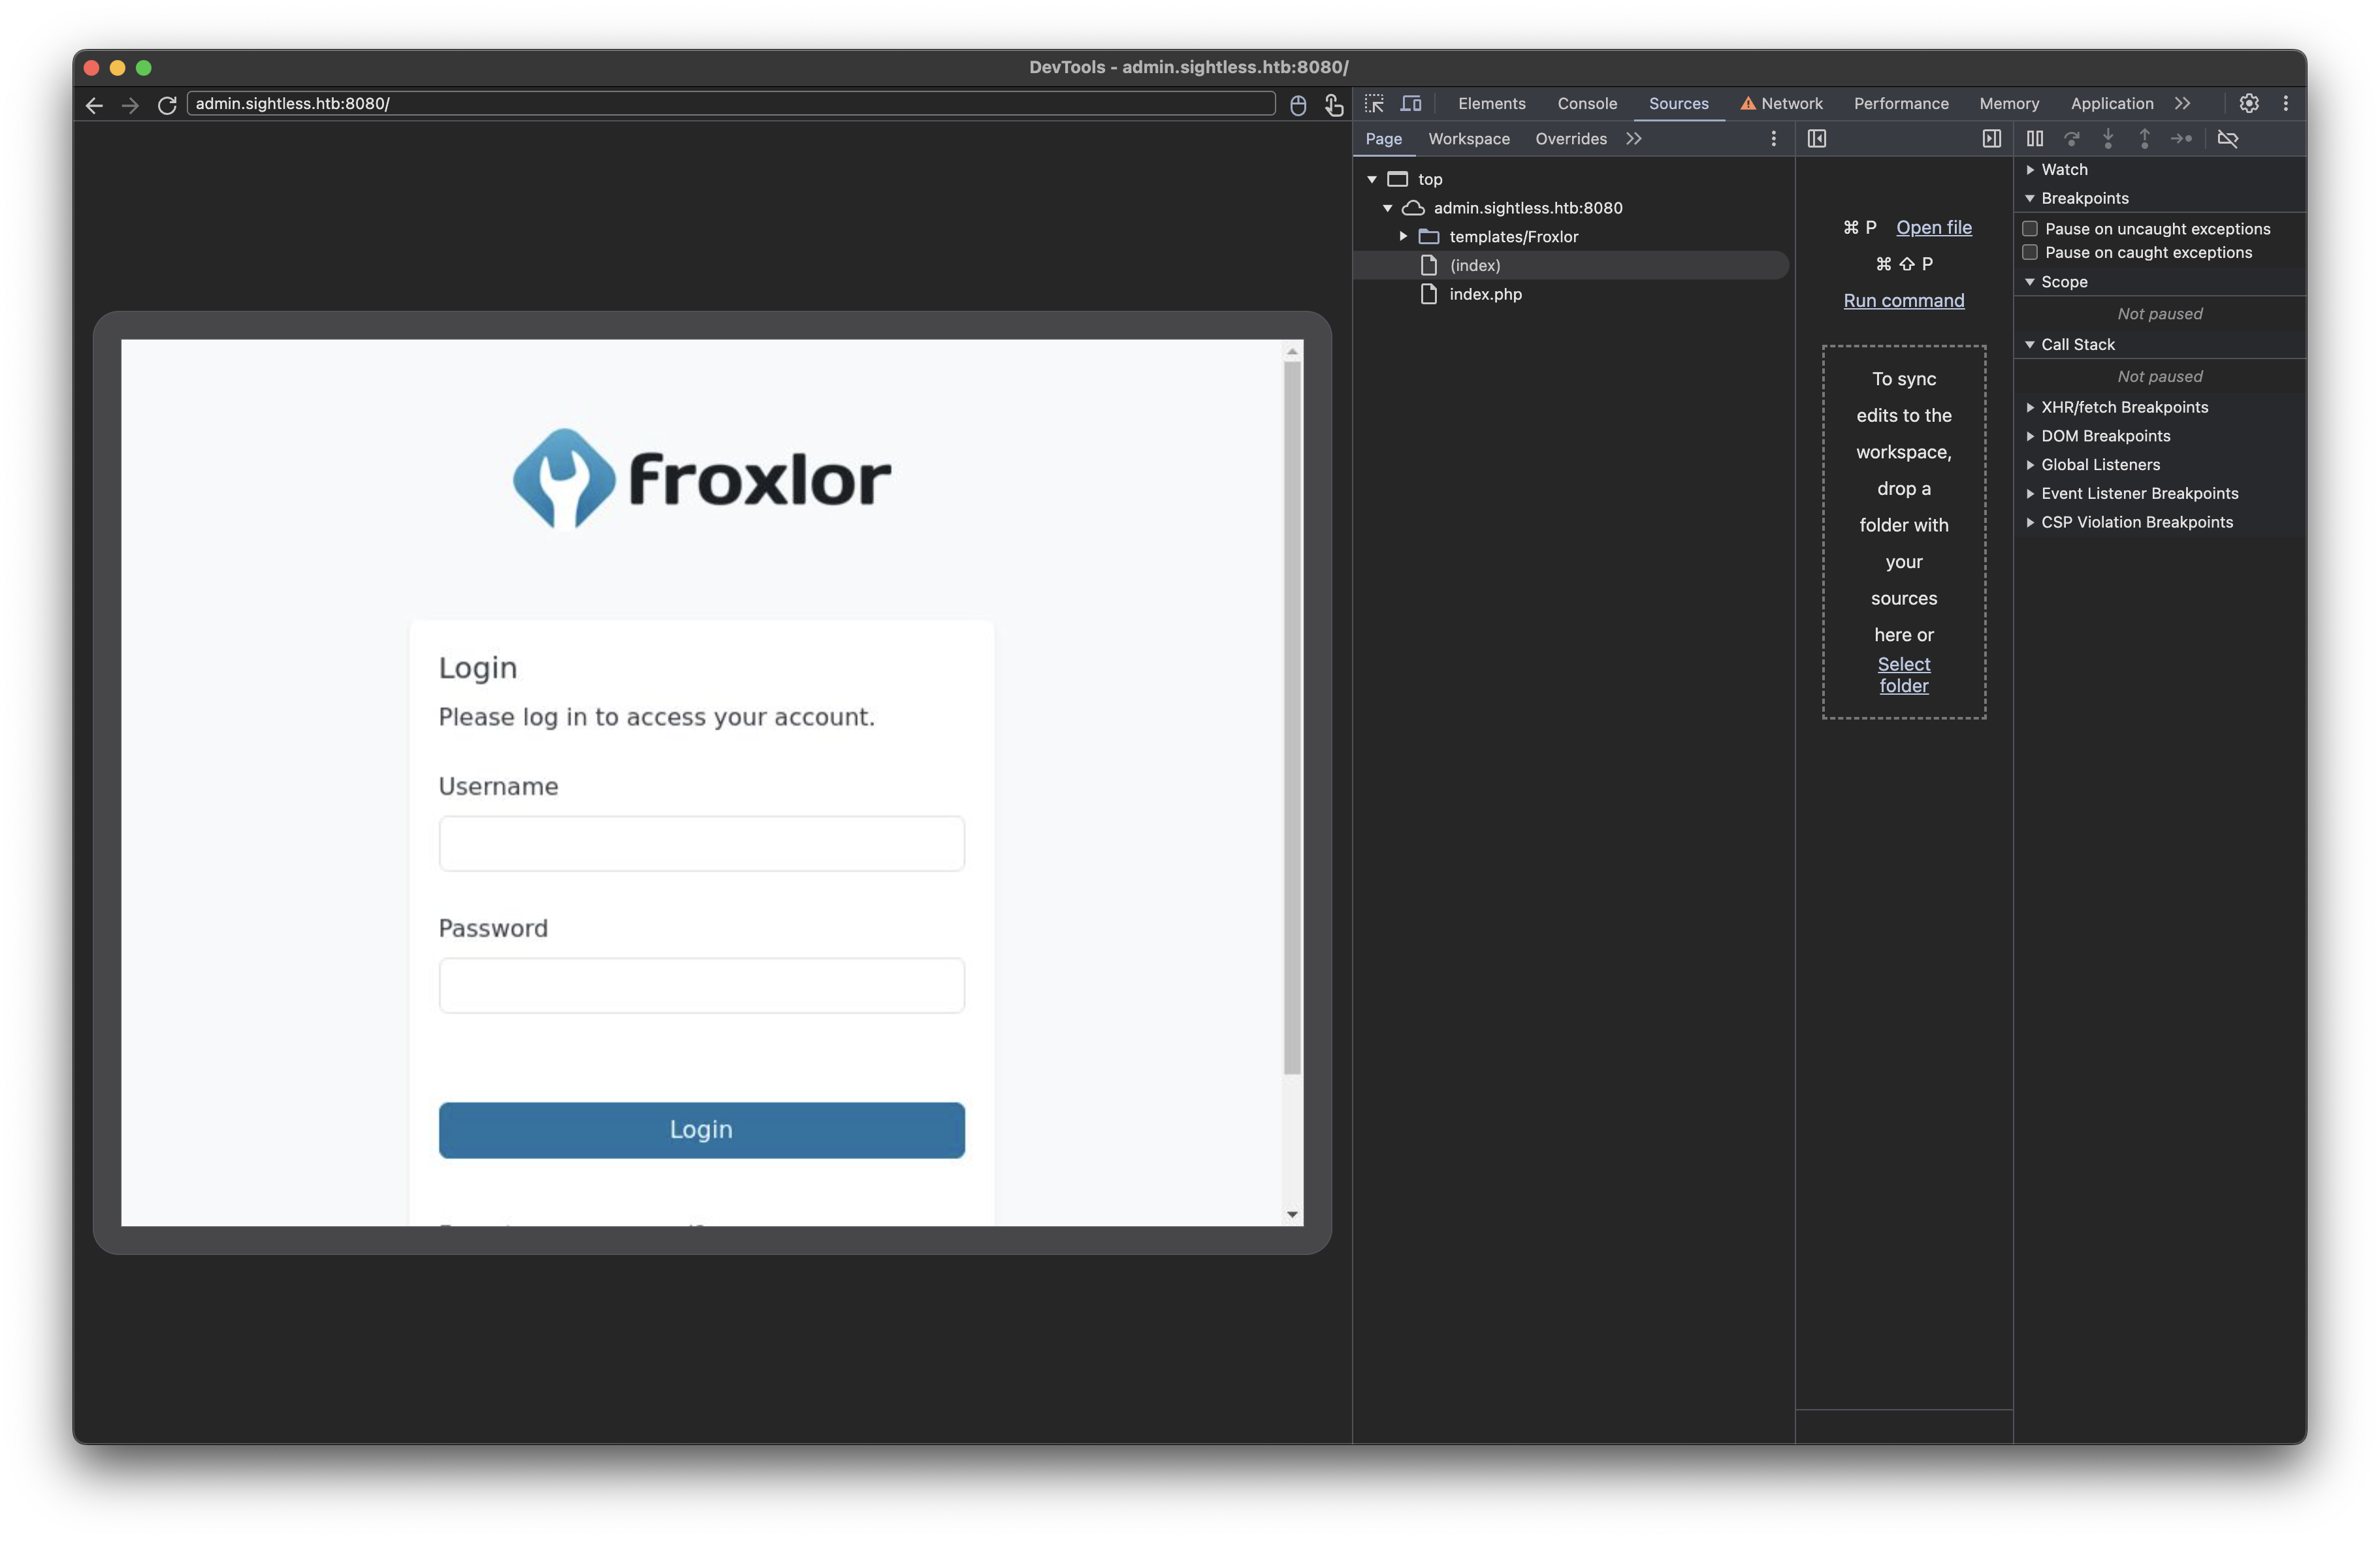 DevTools - admin.sightless.htb:8080/
admin.sightless.htb:8080/
Elements Console Sources Network Performance Memory Application
Page Workspace Overrides
top
admin.sightless.htb:8080
templates/Froxlor
(index)
index.php
⌘ P Open file
⌘ ⇧ P
Run command
To sync
edits to the
workspace,
drop a
folder with
your
sources
here or
Select
folder
Watch
Breakpoints
Pause on uncaught exceptions
Pause on caught exceptions
Scope
Not paused
Call Stack
Not paused
XHR/fetch Breakpoints
DOM Breakpoints
Global Listeners
Event Listener Breakpoints
CSP Violation Breakpoints
froxlor
Login
Please log in to access your account.
Username
Password
Login